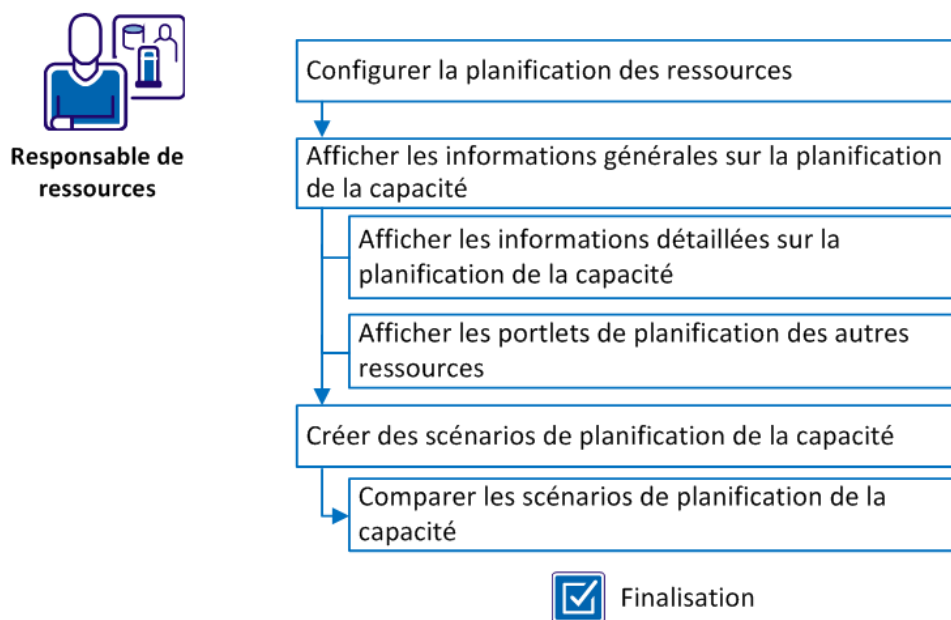 Responsable de
ressources
Configurer la planification des ressources
Afficher les informations générales sur la planification
de la capacité
Afficher les informations détaillées sur la
planification de la capacité
Afficher les portlets de planification des autres
ressources
Créer des scénarios de planification de la capacité
Comparer les scénarios de planification de la
capacité
Finalisation